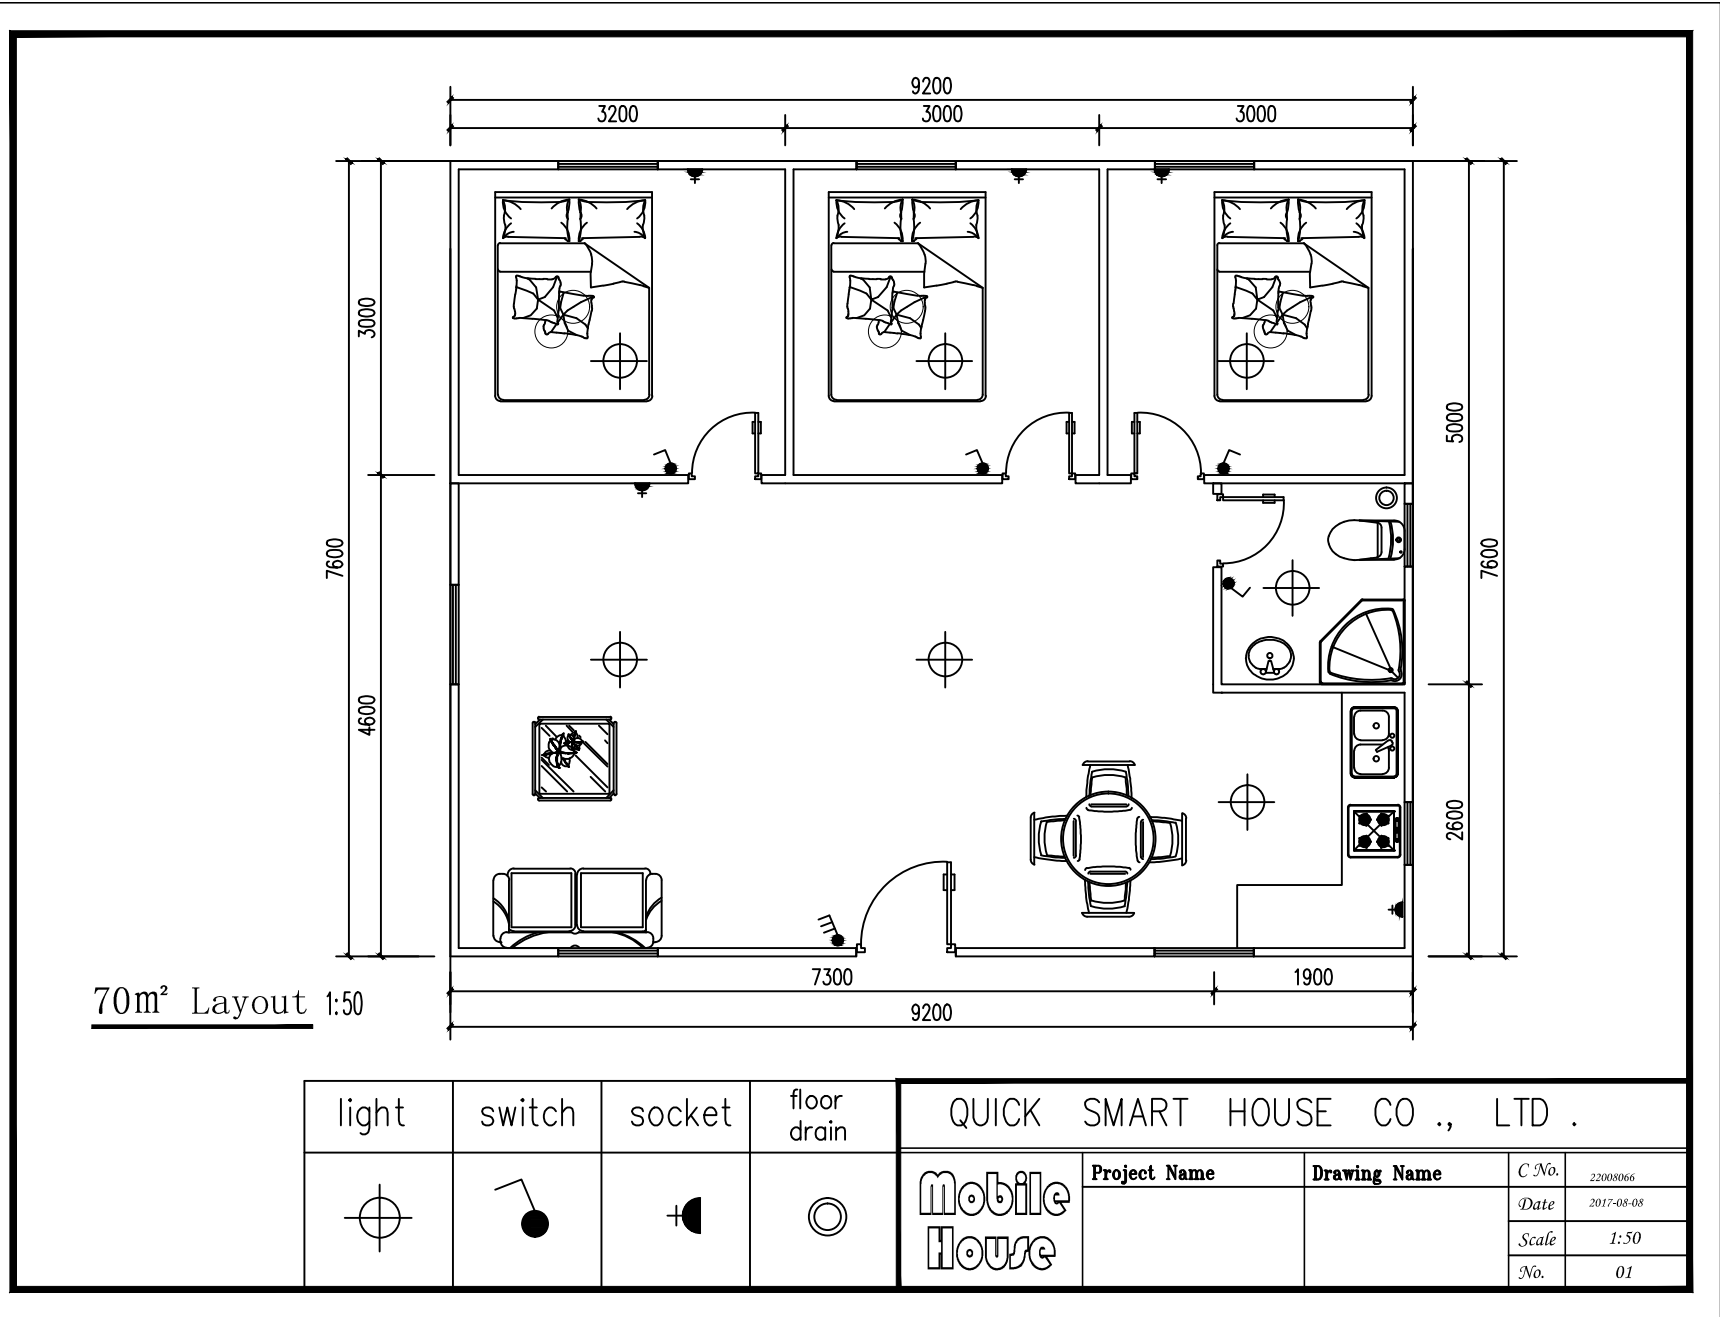 9200
3200 3000 3000
3000
5000
7600
7600
4600
2600
7300 1900
9200
70m² Layout 1:50
light switch socket floor drain
QUICK SMART HOUSE CO ., LTD .
Mobile House
Project Name
Drawing Name
C No. 22008066
Date 2017-08-08
Scale 1:50
No. 01